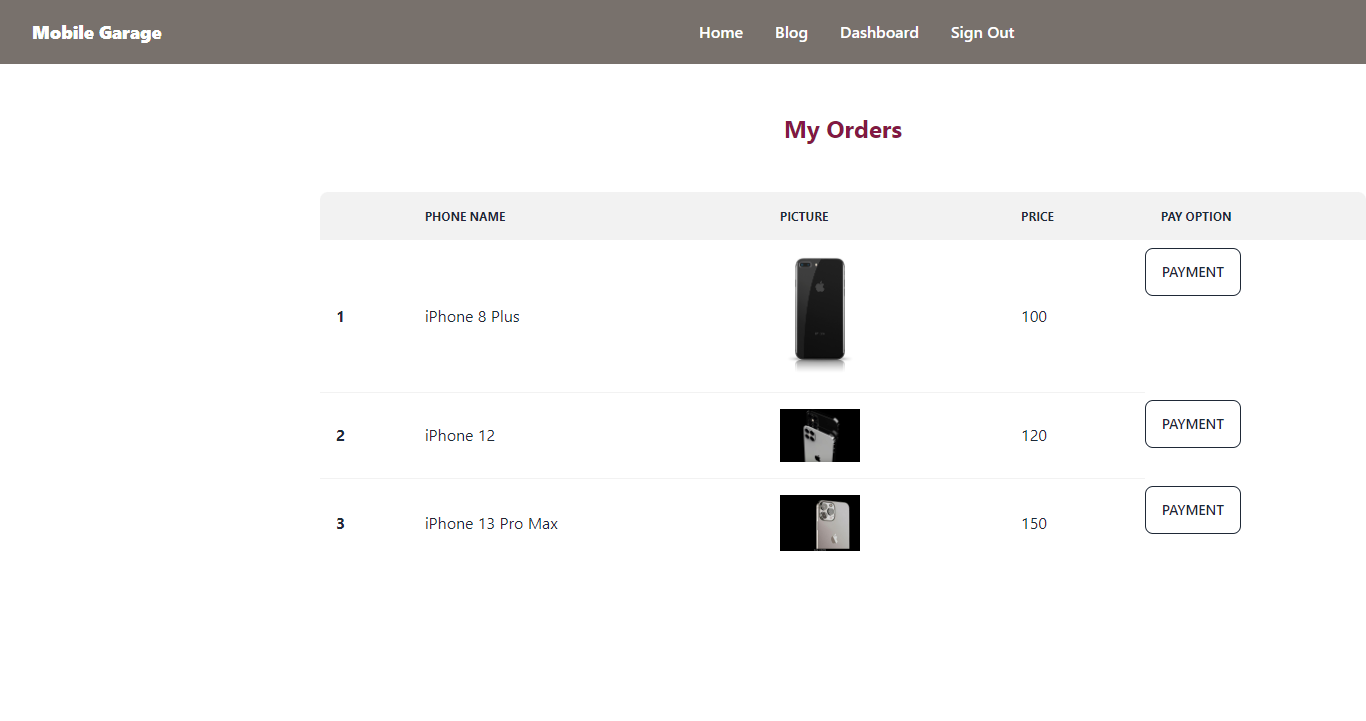 Mobile Garage Home Blog Dashboard Sign Out
My Orders
PHONE NAME PICTURE PRICE PAY OPTION
1 iPhone 8 Plus 100 PAYMENT
2 iPhone 12 120 PAYMENT
3 iPhone 13 Pro Max 150 PAYMENT